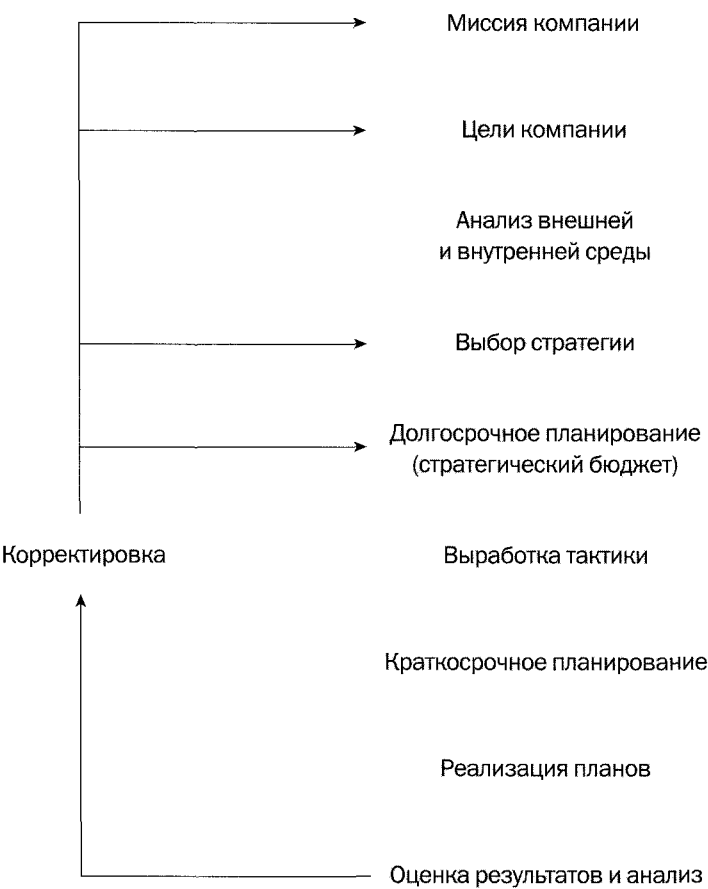 Миссия компании
Цели компании
Анализ внешней
и внутренней среды
Выбор стратегии
Долгосрочное планирование
(стратегический бюджет)
Корректировка
Выработка тактики
Краткосрочное планирование
Реализация планов
Оценка результатов и анализ